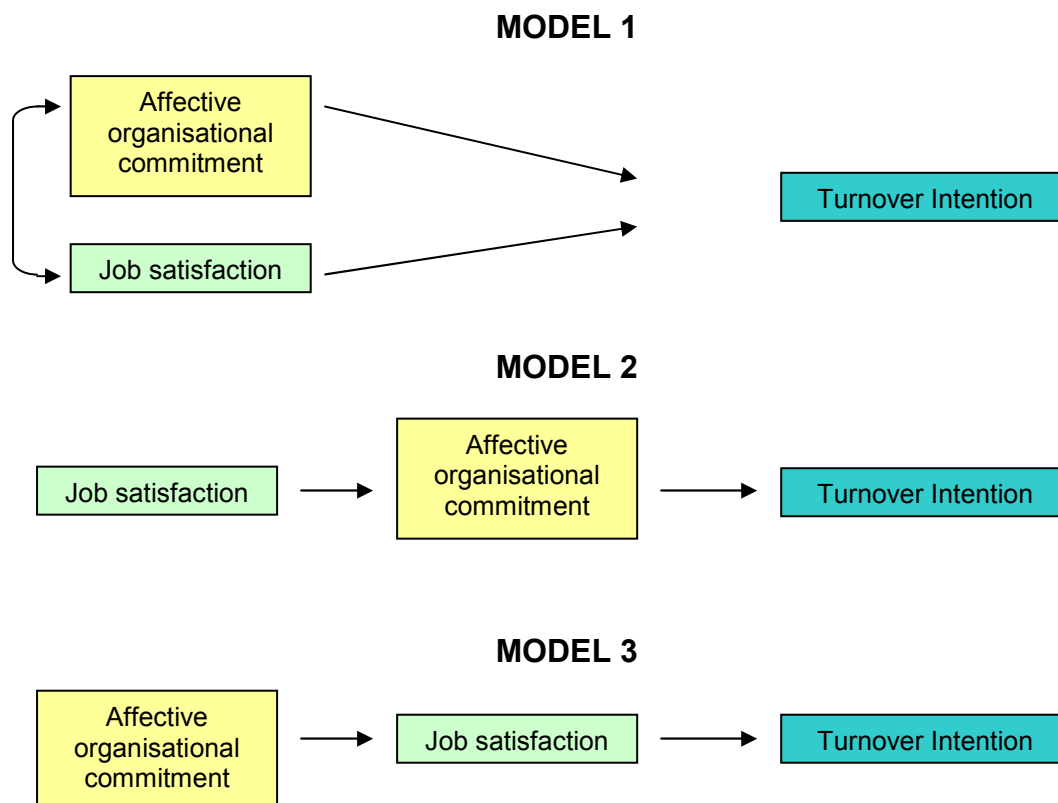 MODEL 1
Affective
organisational
commitment
Turnover Intention
Job satisfaction
MODEL 2
Job satisfaction
Affective
organisational
commitment
Turnover Intention
MODEL 3
Affective
organisational
commitment
Job satisfaction
Turnover Intention